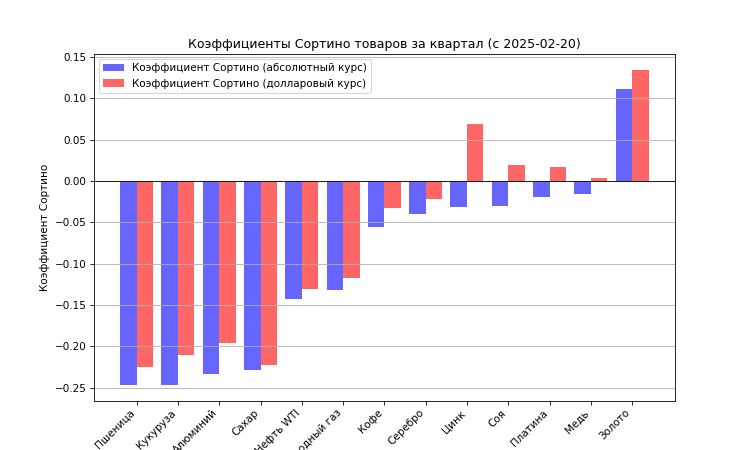 Коэффициенты Сортино товаров за квартал (с 2025-02-20)
Коэффициент Сортино (абсолютный курс)
Коэффициент Сортино (долларовый курс)
Коэффициент Сортино
0.15
0.10
0.05
0.00
−0.05
−0.10
−0.15
−0.20
−0.25
Пшеница
Кукуруза
Алюминий
Сахар
Нефть WTI
одный газ
Кофе
Серебро
Цинк
Соя
Платина
Медь
Золото